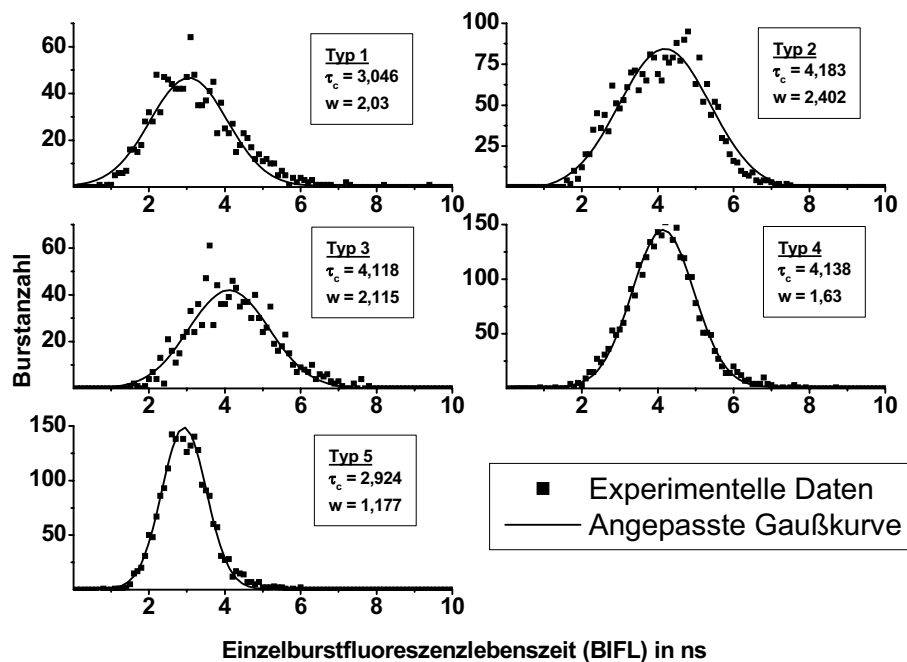 60
40
20
Typ 1
τc = 3,046
w = 2,03
2 4 6 8 10
100
75
50
25
Typ 2
τc = 4,183
w = 2,402
2 4 6 8 10
Burstanzahl
60
40
20
Typ 3
τc = 4,118
w = 2,115
2 4 6 8 10
150
100
50
Typ 4
τc = 4,138
w = 1,63
2 4 6 8 10
150
100
50
Typ 5
τc = 2,924
w = 1,177
2 4 6 8 10
Experimentelle Daten
Angepasste Gaußkurve
Einzelburstfluoreszenzlebenszeit (BIFL) in ns